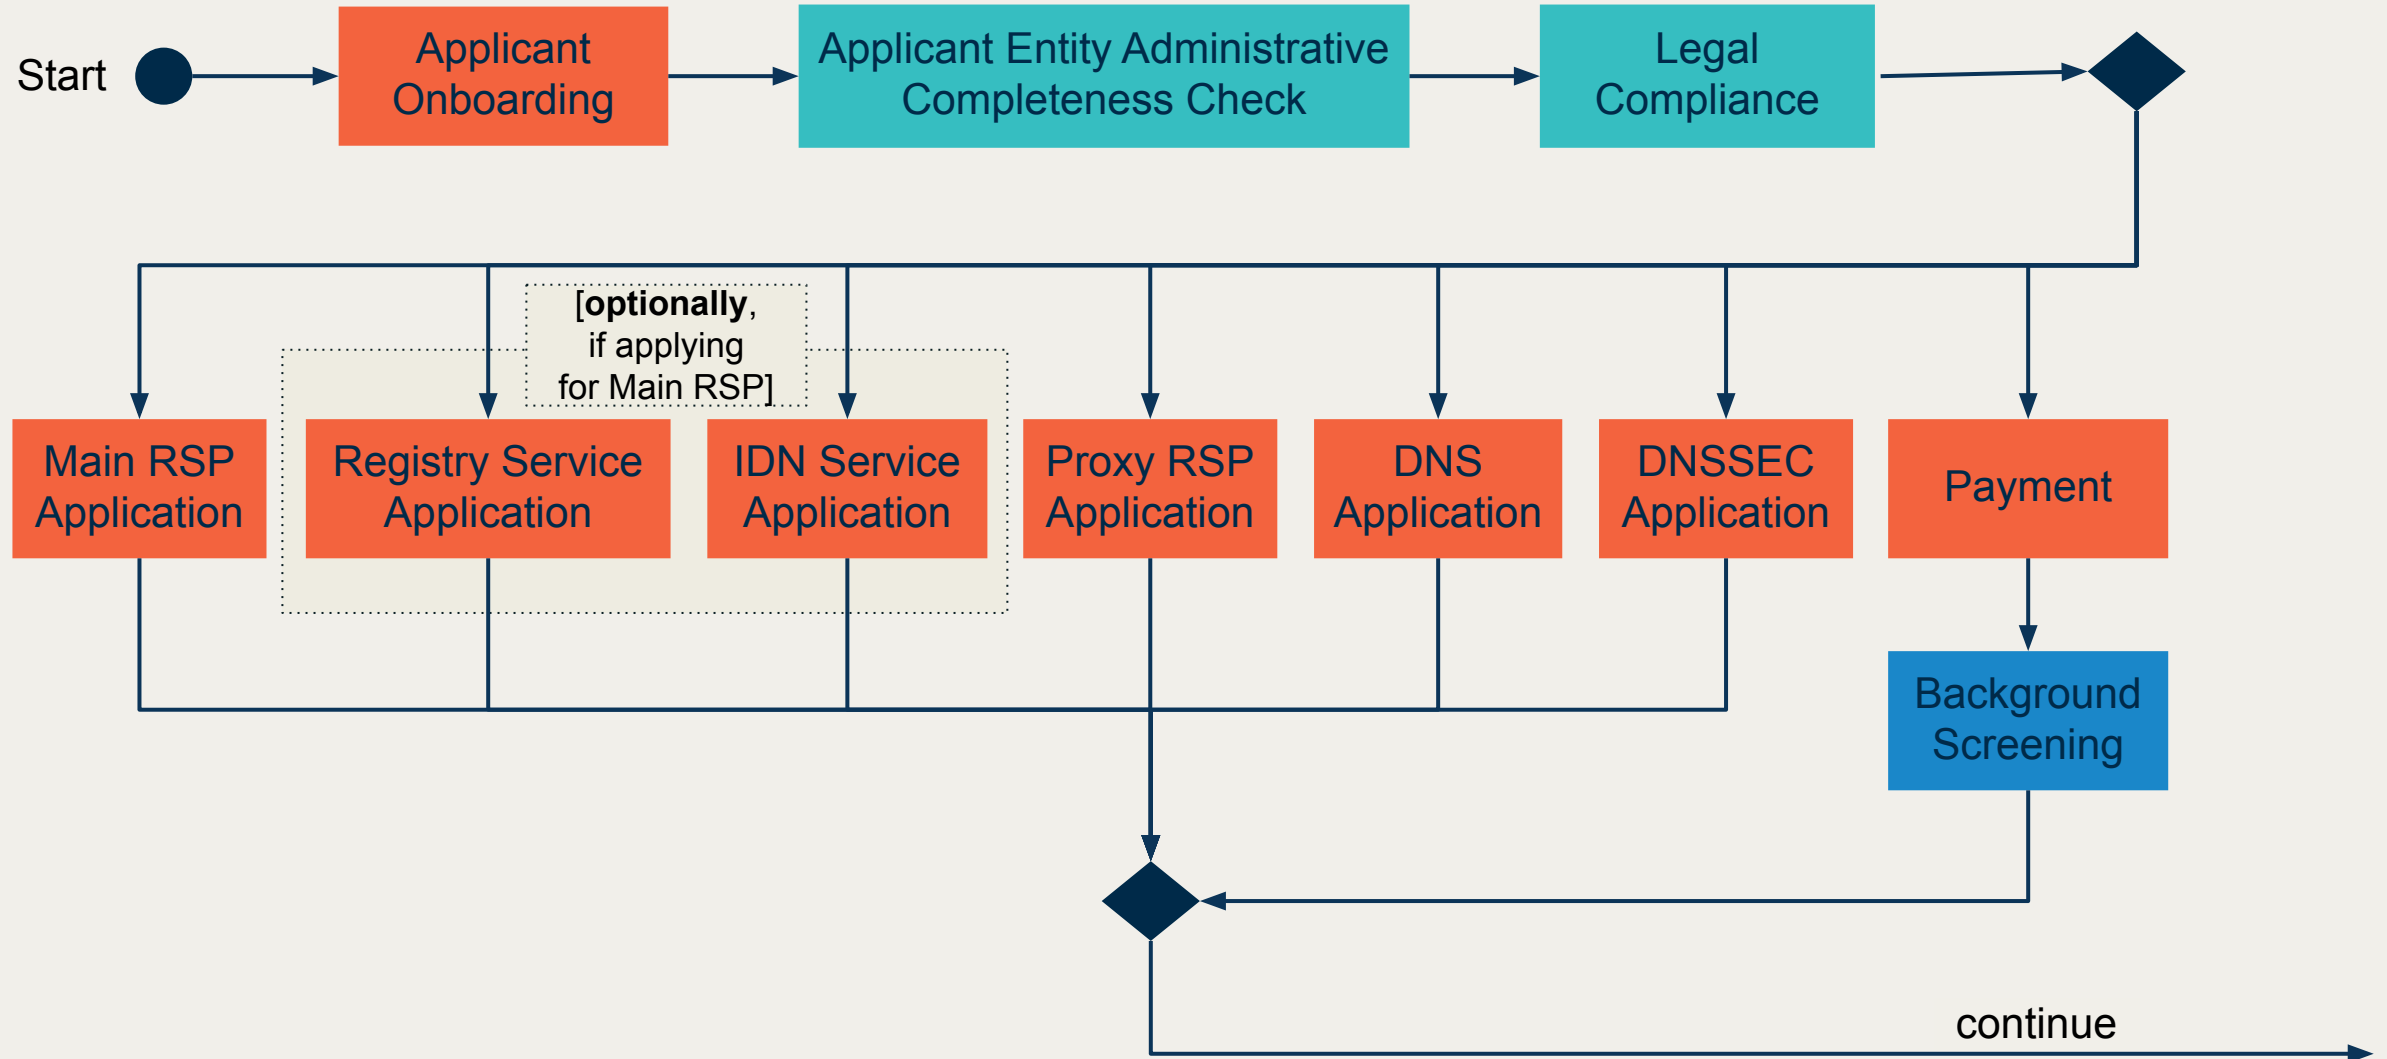 Start
Applicant
Onboarding
Applicant Entity Administrative
Completeness Check
Legal
Compliance
[optionally,
if applying
for Main RSP]
Main RSP
Application
Registry Service
Application
IDN Service
Application
Proxy RSP
Application
DNS
Application
DNSSEC
Application
Payment
Background
Screening
continue